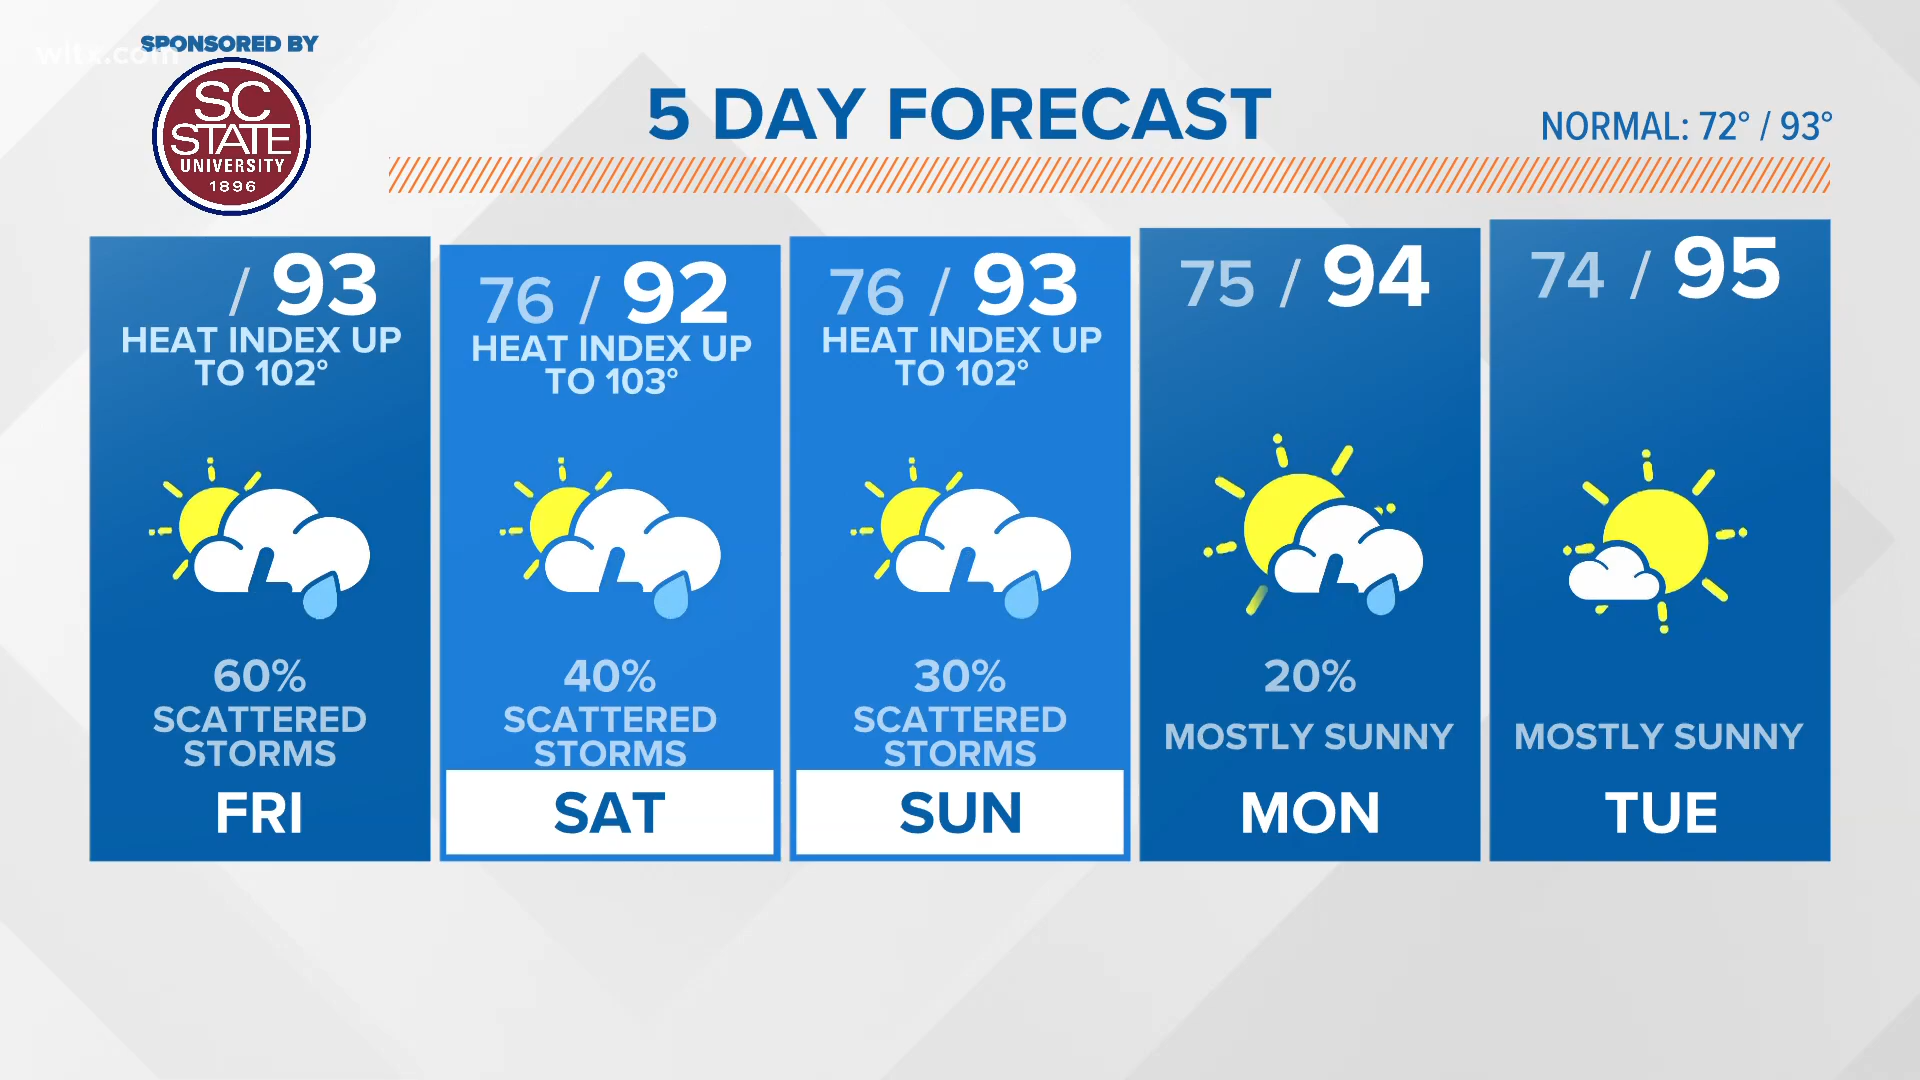 wltx.com
SPONSORED BY
SC
STATE
UNIVERSITY
1896
5 DAY FORECAST
NORMAL: 72° / 93°
/ 93
HEAT INDEX UP
TO 102°
60%
SCATTERED
STORMS
FRI
76 / 92
HEAT INDEX UP
TO 103°
40%
SCATTERED
STORMS
SAT
76 / 93
HEAT INDEX UP
TO 102°
30%
SCATTERED
STORMS
SUN
75 / 94
20%
MOSTLY SUNNY
MON
74 / 95
MOSTLY SUNNY
TUE